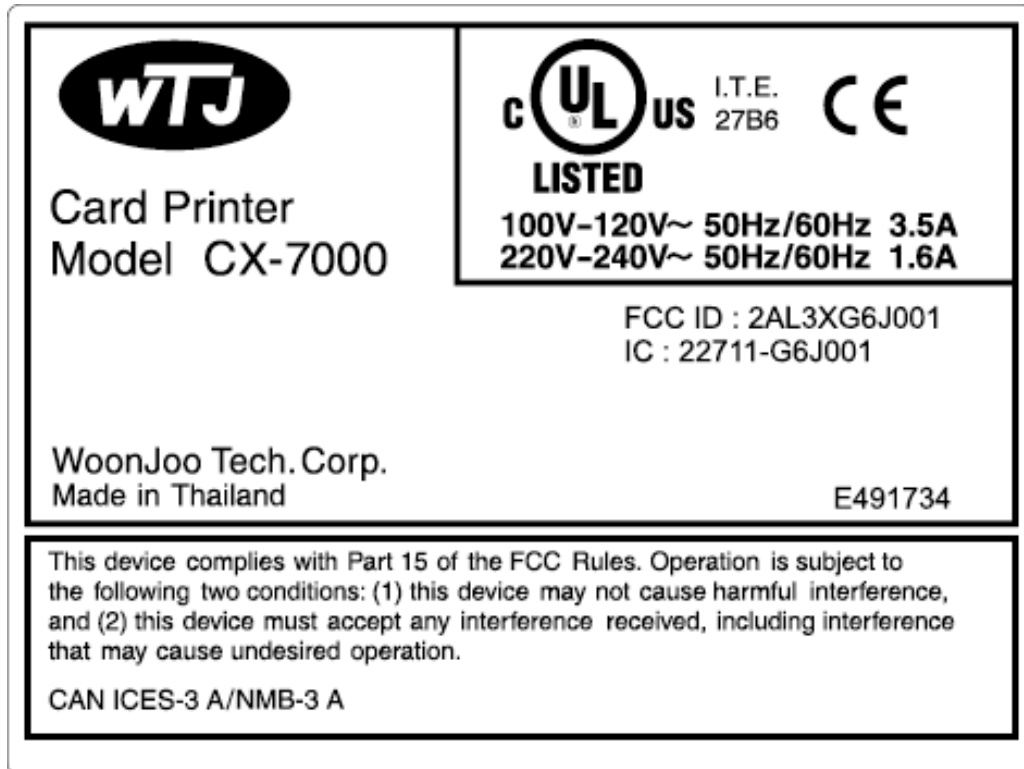 WTJ
Card Printer
Model CX-7000
C UL US
LISTED
I.T.E.
27B6
CE
100V-120V~ 50Hz/60Hz 3.5A
220V-240V~ 50Hz/60Hz 1.6A
FCC ID : 2AL3XG6J001
IC : 22711-G6J001
WoonJoo Tech. Corp.
Made in Thailand
E491734
This device complies with Part 15 of the FCC Rules. Operation is subject to
the following two conditions: (1) this device may not cause harmful interference,
and (2) this device must accept any interference received, including interference
that may cause undesired operation.
CAN ICES-3 A/NMB-3 A